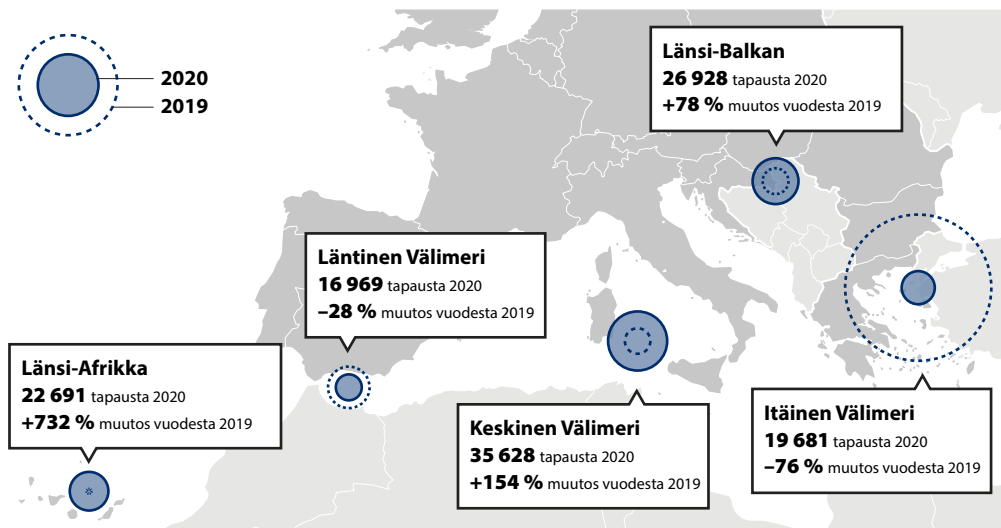 2020
2019
Länsi-Balkan
26 928 tapausta 2020
+78 % muutos vuodesta 2019
Läntinen Välimeri
16 969 tapausta 2020
–28 % muutos vuodesta 2019
Länsi-Afrikka
22 691 tapausta 2020
+732 % muutos vuodesta 2019
Keskinen Välimeri
35 628 tapausta 2020
+154 % muutos vuodesta 2019
Itäinen Välimeri
19 681 tapausta 2020
–76 % muutos vuodesta 2019